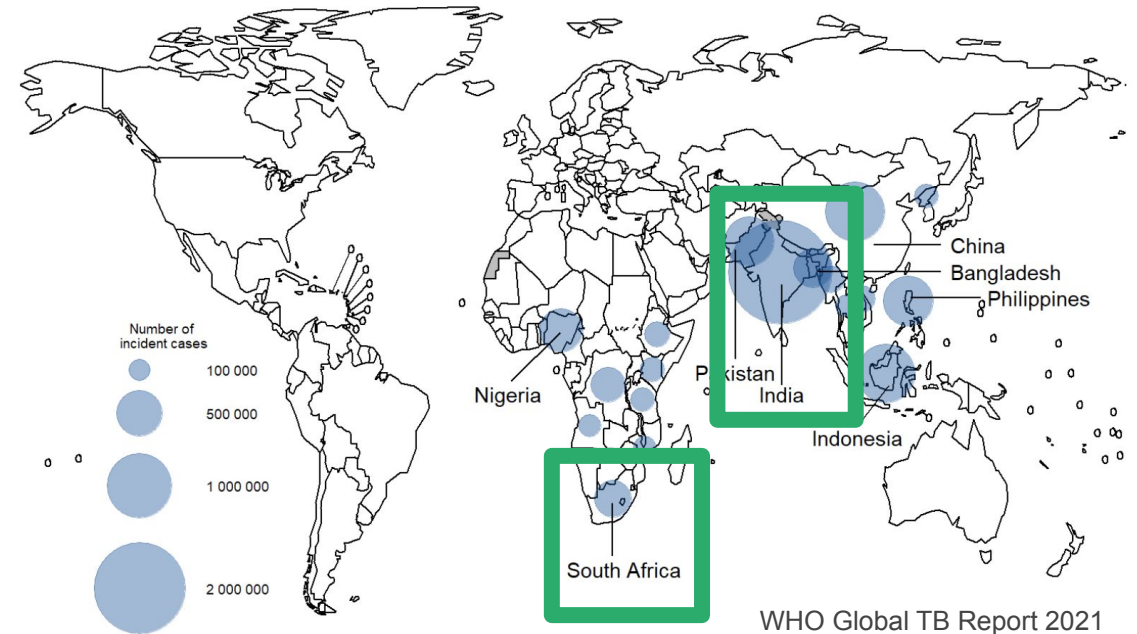 China
Bangladesh
Philippines
Number of
incident cases
100 000
500 000
1 000 000
2 000 000
Nigeria
Pakistan
India
Indonesia
South Africa
WHO Global TB Report 2021